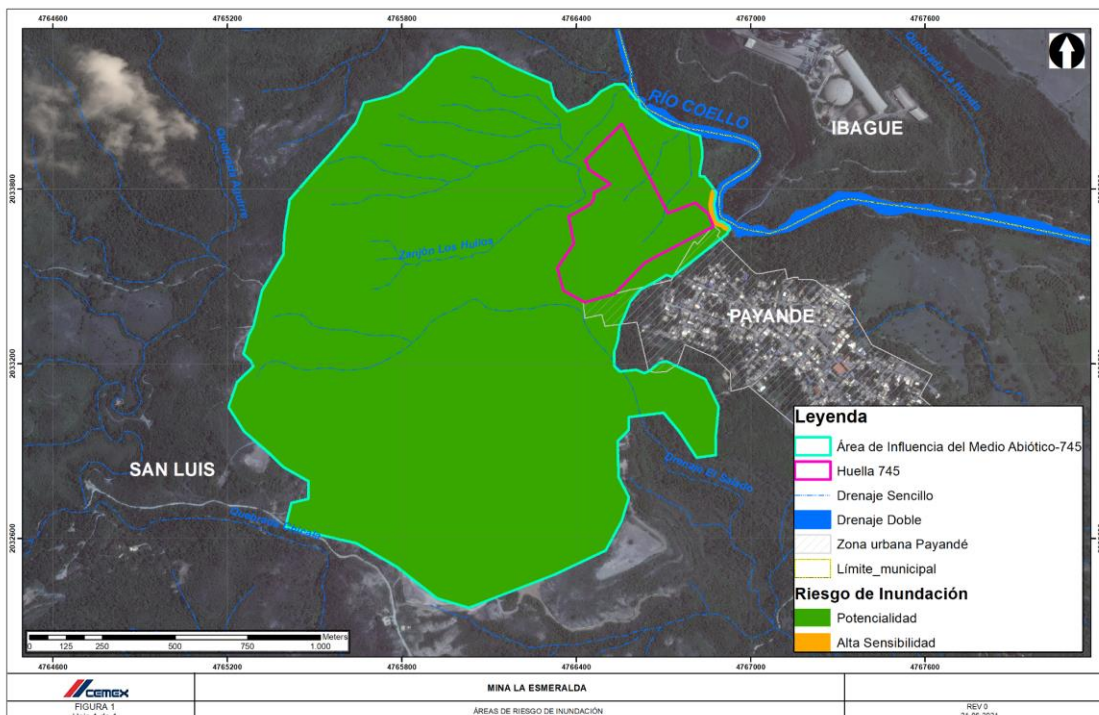 4764600 4765200 4765800 4766400 4767000 4767600
Quebrada La Honda
RÍO COELLO
IBAGUE
Quebrada Aguirre
2033800
Zanjón Las Hullas
PAYANDE
2033200
SAN LUIS
Drenaje El Salado
2032600
Leyenda
Área de Influencia del Medio Abiótico-745
Huella 745
Drenaje Sencillo
Drenaje Doble
Zona urbana Payandé
Límite_municipal
Riesgo de Inundación
Potencialidad
Alta Sensibilidad
Meters
0 125 250 500 750 1.000
4764600 4765200 4765800 4766400 4767000 4767600
CEMEX
MINA LA ESMERALDA
FIGURA 1
ÁREAS DE RIESGO DE INUNDACIÓN
REV 0